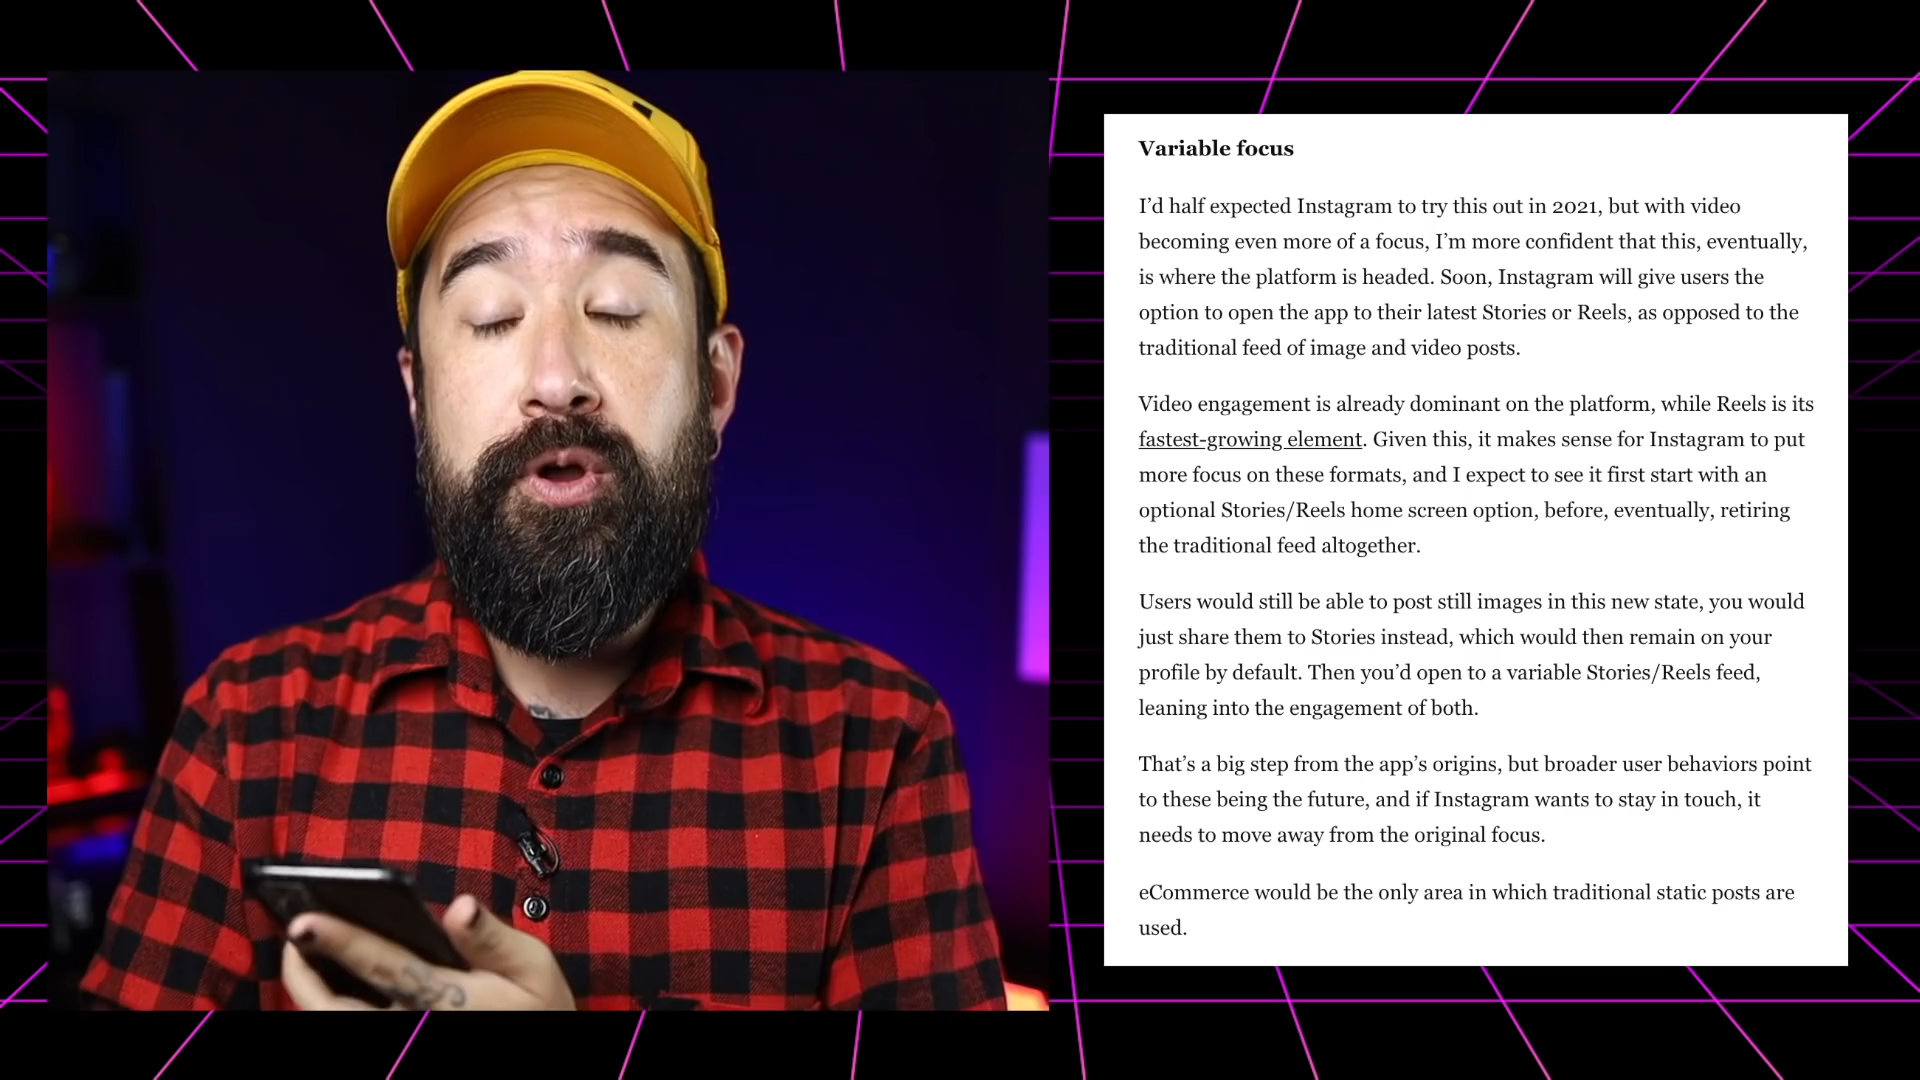 Variable focus
I’d half expected Instagram to try this out in 2021, but with video
becoming even more of a focus, I’m more confident that this, eventually,
is where the platform is headed. Soon, Instagram will give users the
option to open the app to their latest Stories or Reels, as opposed to the
traditional feed of image and video posts.
Video engagement is already dominant on the platform, while Reels is its
fastest-growing element. Given this, it makes sense for Instagram to put
more focus on these formats, and I expect to see it first start with an
optional Stories/Reels home screen option, before, eventually, retiring
the traditional feed altogether.
Users would still be able to post still images in this new state, you would
just share them to Stories instead, which would then remain on your
profile by default. Then you’d open to a variable Stories/Reels feed,
leaning into the engagement of both.
That’s a big step from the app’s origins, but broader user behaviors point
to these being the future, and if Instagram wants to stay in touch, it
needs to move away from the original focus.
eCommerce would be the only area in which traditional static posts are
used.